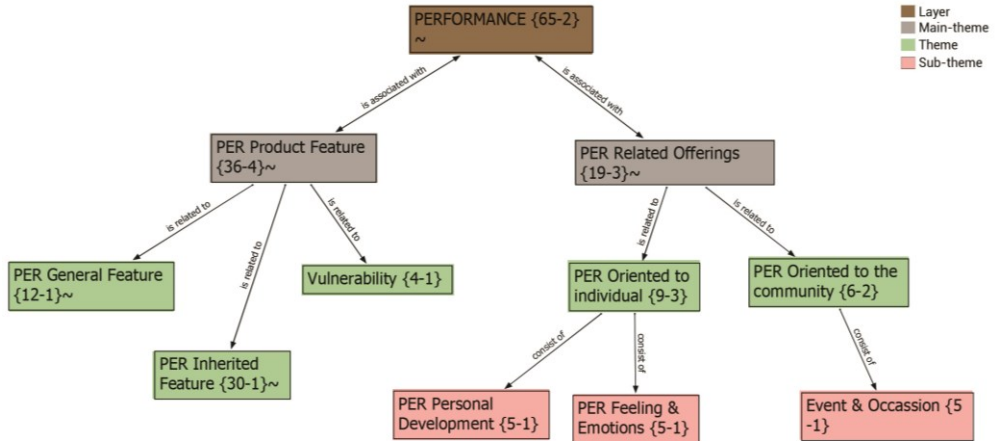 PERFORMANCE {65-2}
~
Layer
Main-theme
Theme
Sub-theme
is associated with
is associated with
PER Product Feature
{36-4}~
PER Related Offerings
{19-3}~
is related to
is related to
is related to
is related to
is related to
PER General Feature
{12-1}~
Vulnerability {4-1}
PER Oriented to
individual {9-3}
PER Oriented to the
community {6-2}
PER Inherited
Feature {30-1}~
consist of
consist of
consist of
PER Personal
Development {5-1}
PER Feeling &
Emotions {5-1}
Event & Occassion {5
-1}